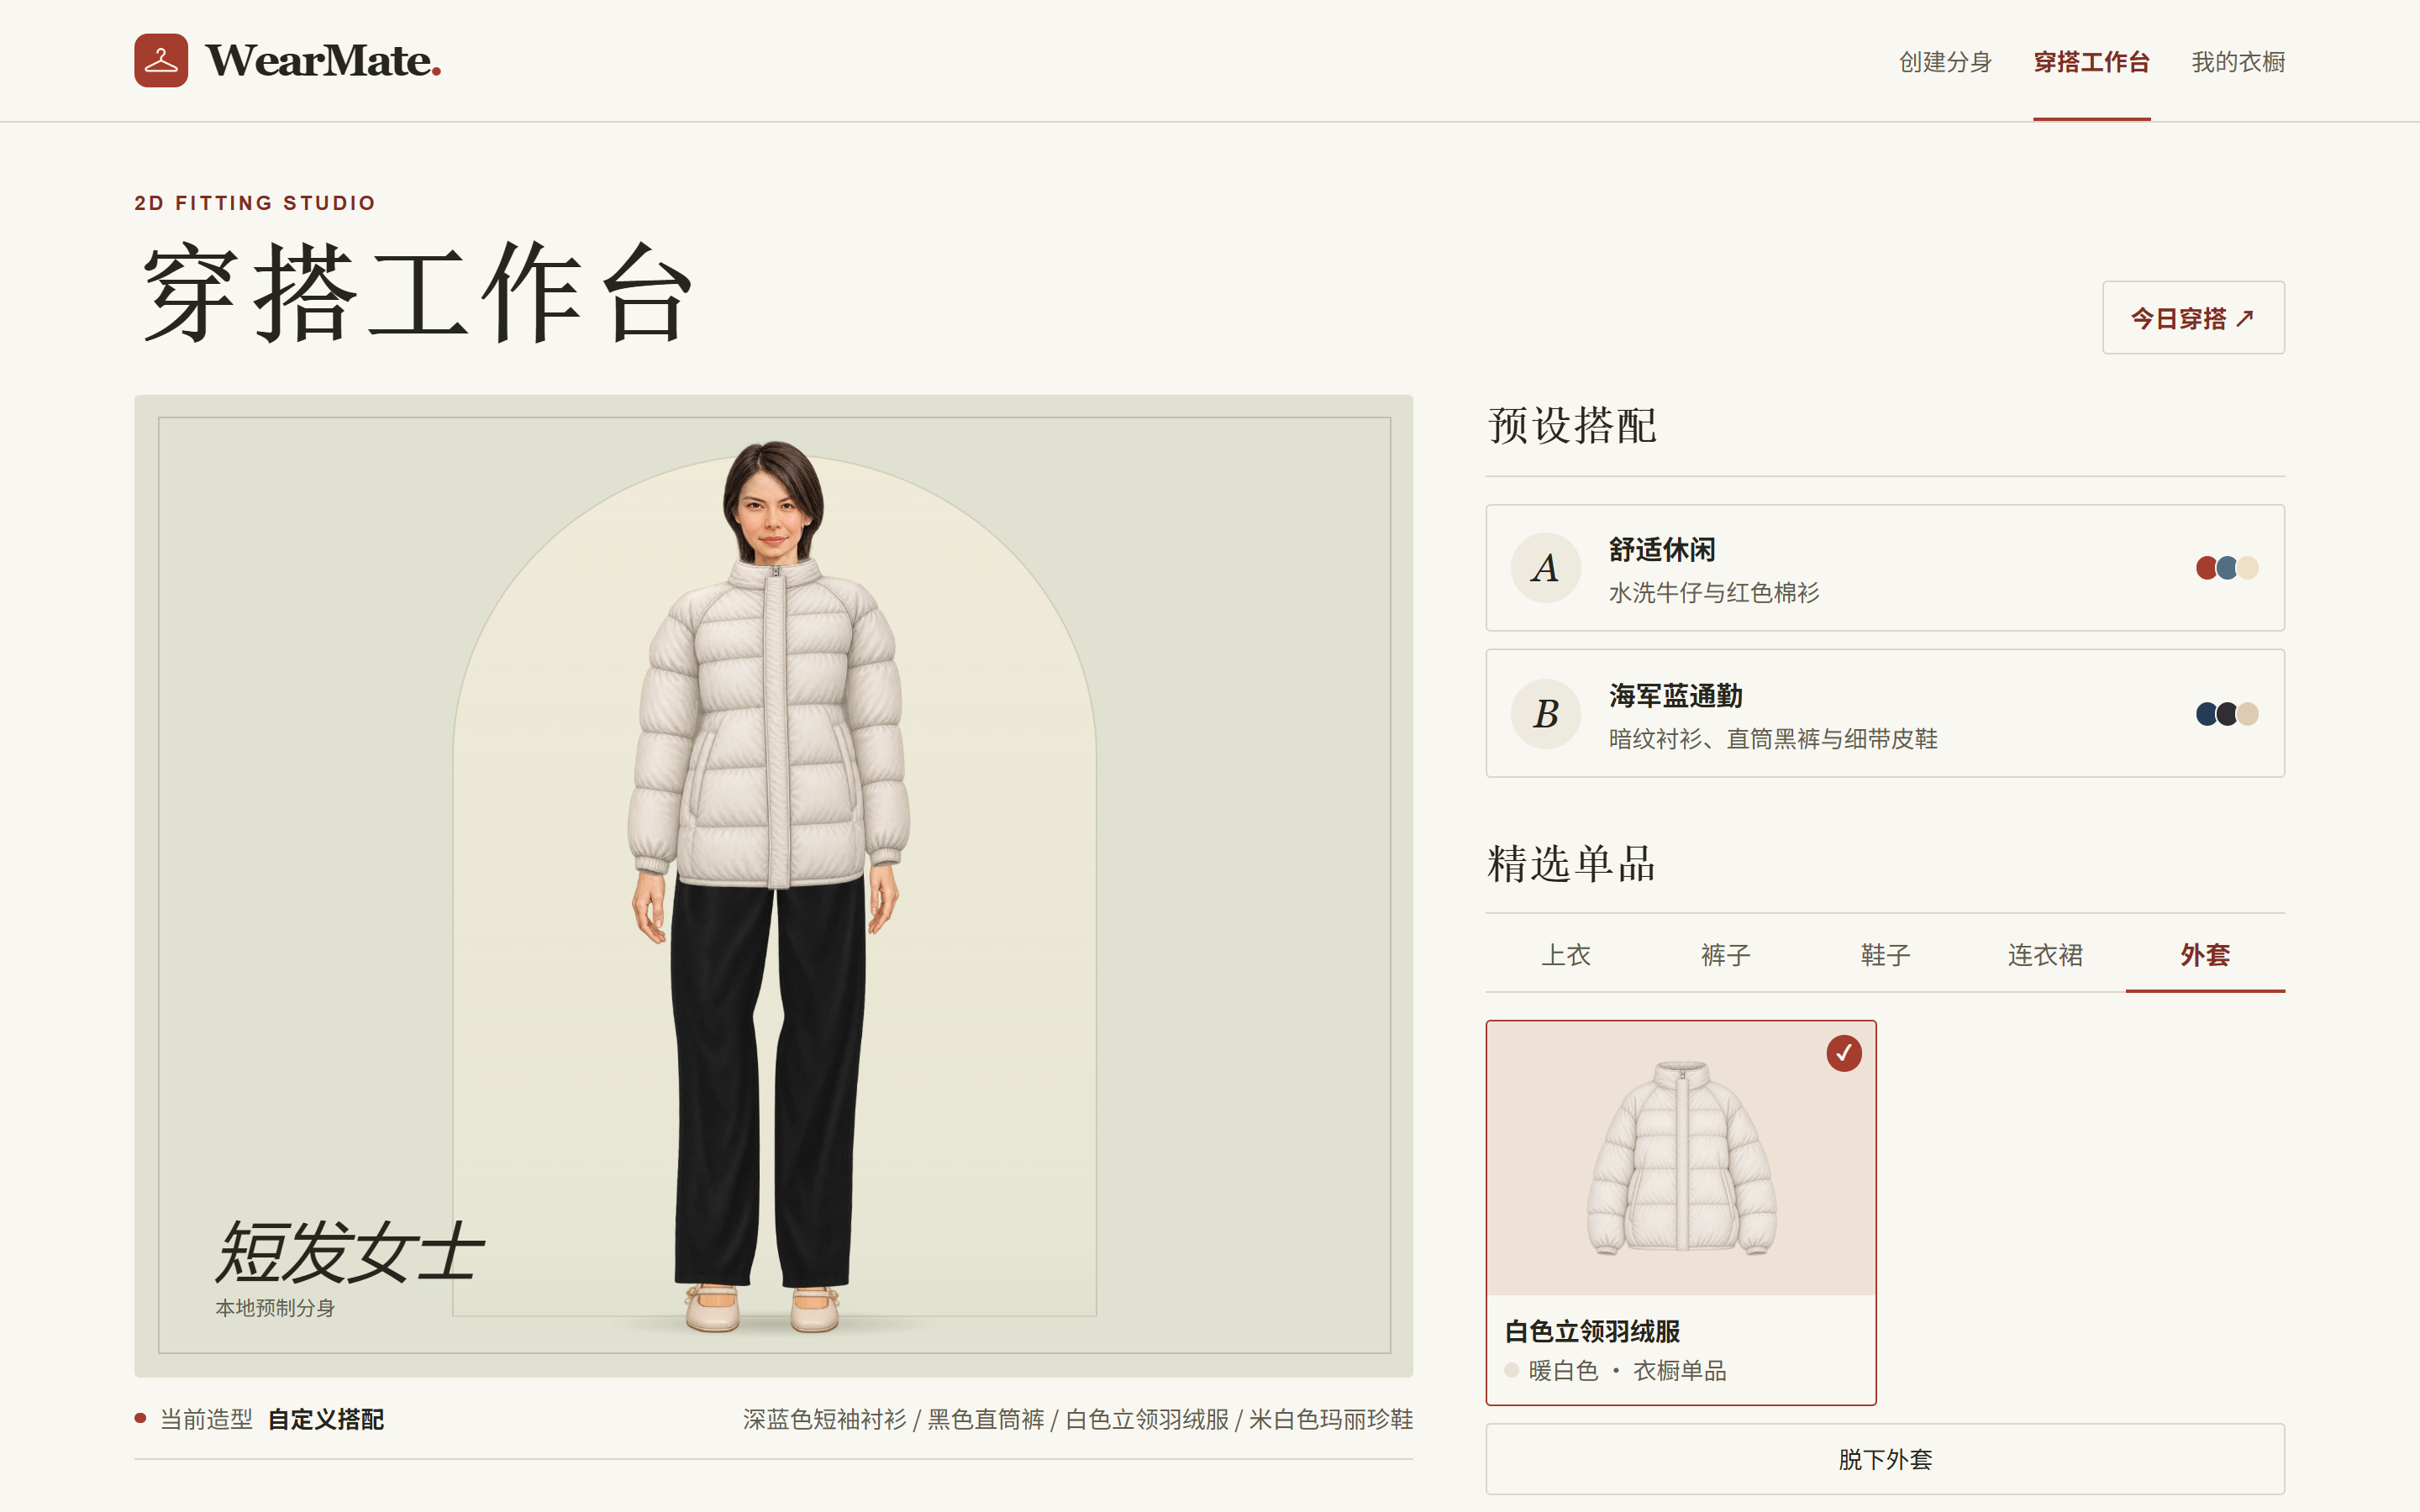 WearMate.
创建分身
穿搭工作台
我的衣橱
2D FITTING STUDIO
穿搭工作台
今日穿搭 ↗
短发女士
本地预制分身
当前造型 自定义搭配
深蓝色短袖衬衫 / 黑色直筒裤 / 白色立领羽绒服 / 米白色玛丽珍鞋
预设搭配
A
舒适休闲
水洗牛仔与红色棉衫
B
海军蓝通勤
暗纹衬衫、直筒黑裤与细带皮鞋
精选单品
上衣
裤子
鞋子
连衣裙
外套
白色立领羽绒服
暖白色 · 衣橱单品
脱下外套